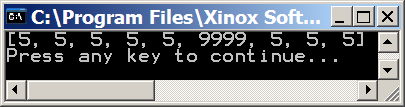 C:\Program Files\Xinox Soft...
[5, 5, 5, 5, 5, 9999, 5, 5, 5]
Press any key to continue...